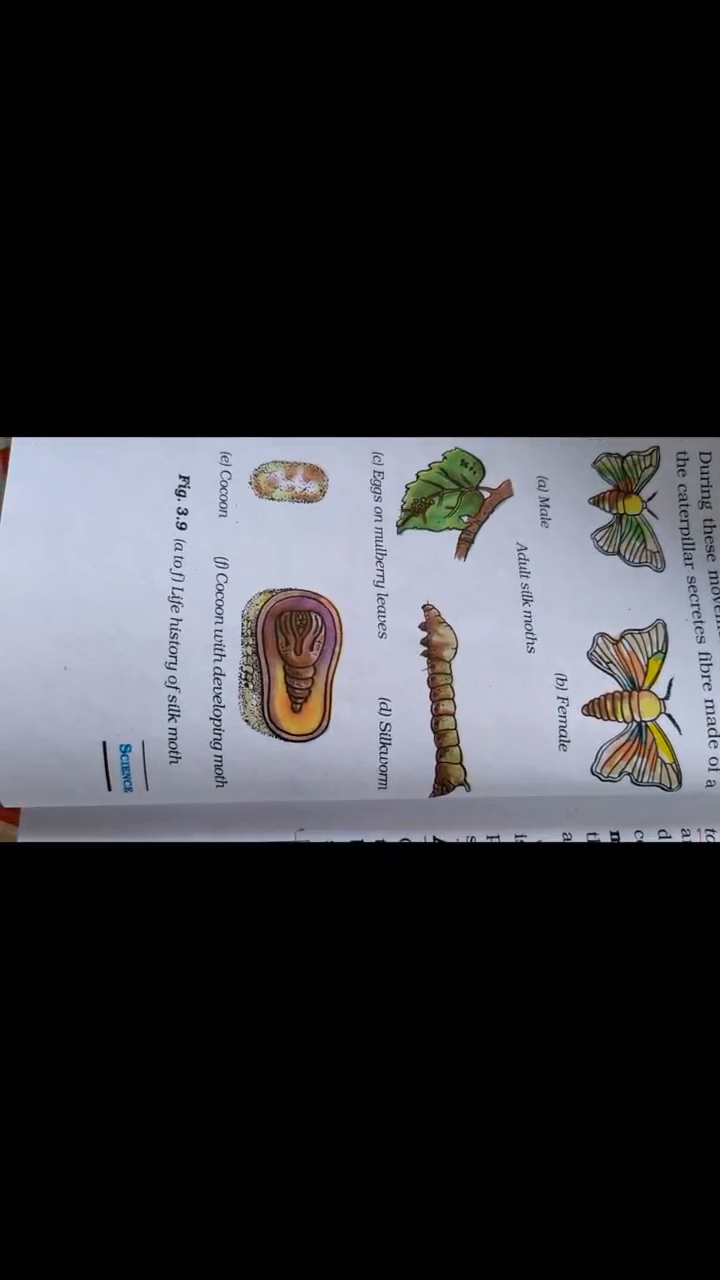 During these
the caterpillar secretes fibre made of a
(a) Male
(b) Female
Adult silk moths
(c) Eggs on mulberry leaves
(d) Silkworm
(e) Cocoon
(f) Cocoon with developing moth
Fig. 3.9 (a to f) Life history of silk moth
SCIENCE